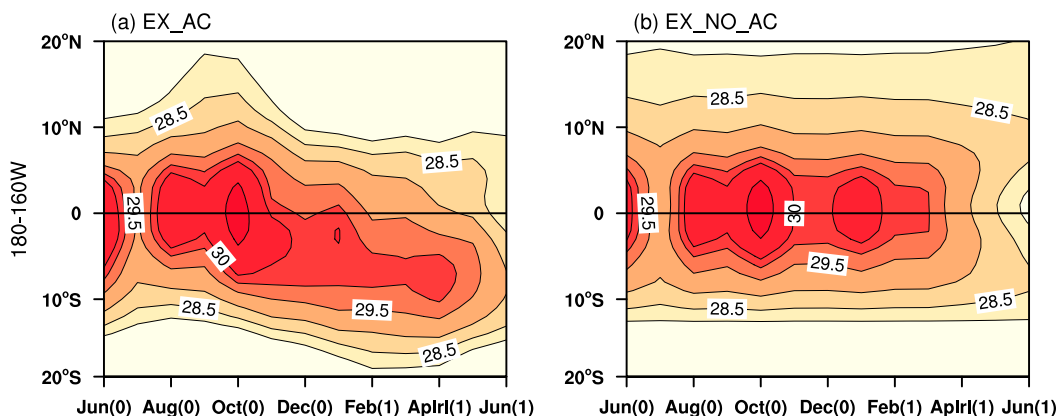 (a) EX_AC
(b) EX_NO_AC
180-160W
20°N
10°N
0
10°S
20°S
28.5
28.5
29.5
30
28.5
29.5
28.5
Jun(0) Aug(0) Oct(0) Dec(0) Feb(1) Aplrl(1) Jun(1)
20°N
10°N
0
10°S
20°S
28.5
28.5
29.5
30
29.5
28.5
28.5
Jun(0) Aug(0) Oct(0) Dec(0) Feb(1) Aplrl(1) Jun(1)